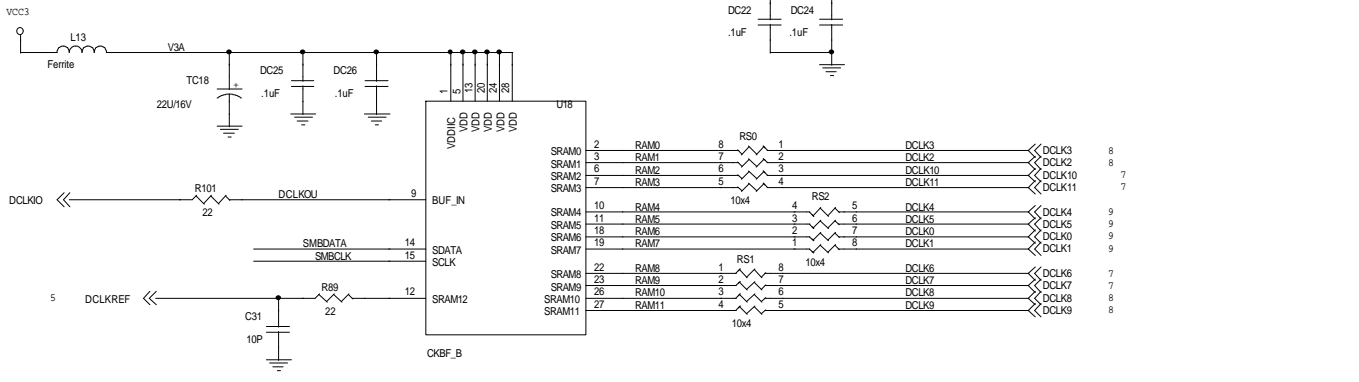 VCC3
DC22 DC24
.1uF .1uF
L13
Ferrite
V3A
TC18
22U/16V
DC25
.1uF
DC26
.1uF
1 5 13 20 24 28
VDDIIC VDD VDD VDD VDD VDD
U18
SRAM0 2 RAM0 8 RS0 1 DCLK3 DCLK3 8
SRAM1 3 RAM1 7 2 DCLK2 DCLK2 8
SRAM2 6 RAM2 6 3 DCLK10 DCLK10 7
SRAM3 7 RAM3 5 4 DCLK11 DCLK11 7
10x4
DCLKIO R101 DCLKOU 9 BUF_IN
22
RS2
SRAM4 10 RAM4 4 5 DCLK4 DCLK4 9
SRAM5 11 RAM5 3 6 DCLK5 DCLK5 9
SRAM6 18 RAM6 2 7 DCLK0 DCLK0 9
SRAM7 19 RAM7 1 8 DCLK1 DCLK1 9
10x4
SMBDATA 14 SDATA
SMBCLK 15 SCLK
RS1
SRAM8 22 RAM8 1 8 DCLK6 DCLK6 7
SRAM9 23 RAM9 2 7 DCLK7 DCLK7 7
SRAM10 26 RAM10 3 6 DCLK8 DCLK8 8
SRAM11 27 RAM11 4 5 DCLK9 DCLK9 8
10x4
5 DCLKREF R89 12 SRAM12
22
C31
10P
CKBF_B